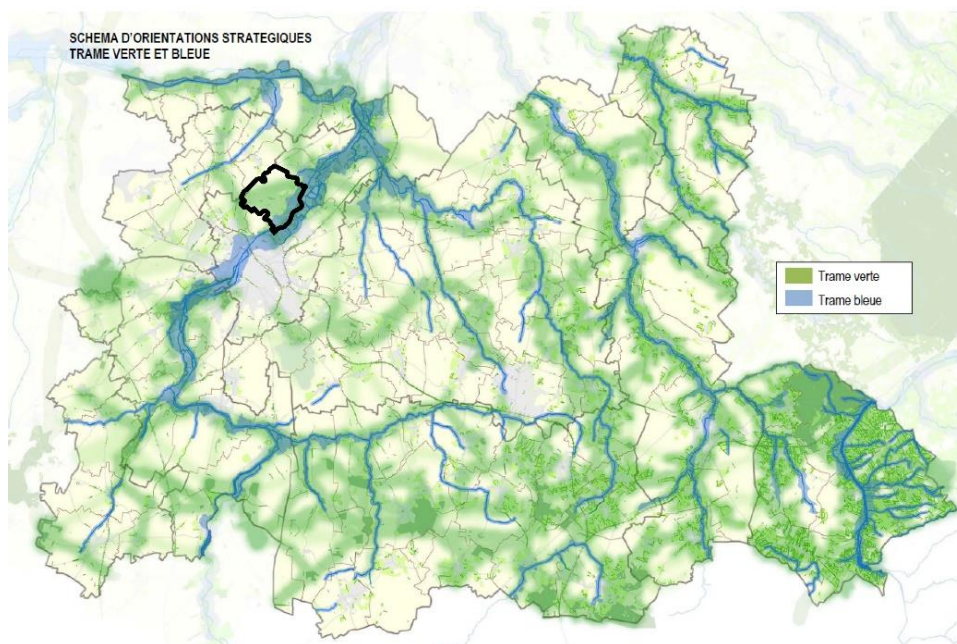 SCHEMA D'ORIENTATIONS STRATEGIQUES
TRAME VERTE ET BLEUE
Trame verte
Trame bleue